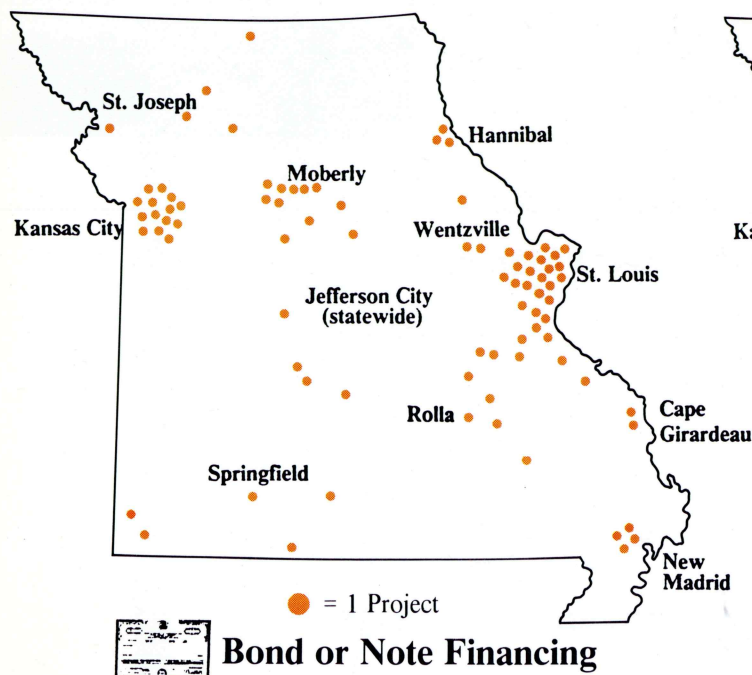 St. Joseph
Hannibal
Moberly
Kansas City
Wentzville
St. Louis
Jefferson City
(statewide)
Rolla
Cape
Girardeau
Springfield
New
Madrid
= 1 Project
Bond or Note Financing